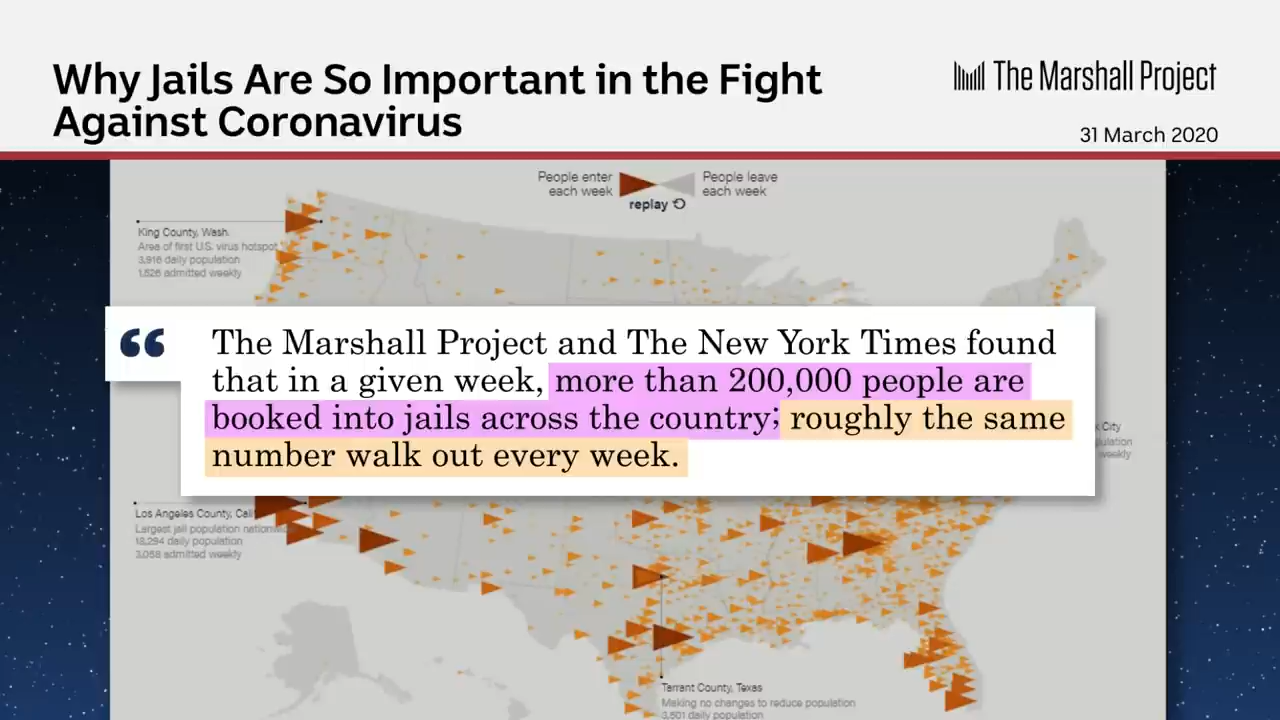 Why Jails Are So Important in the Fight
Against Coronavirus
The Marshall Project
31 March 2020
People enter
each week
People leave
each week
replay
King County, Wash.
Area of first U.S. virus hotspot
3,916 daily population
1,526 admitted weekly
“
The Marshall Project and The New York Times found
that in a given week, more than 200,000 people are
booked into jails across the country; roughly the same
number walk out every week.
City
weekly
Los Angeles County, Calif
Largest jail population
daily population
3,058 admitted weekly
Tarrant County, Texas
Making no changes to reduce population
3,501 daily population